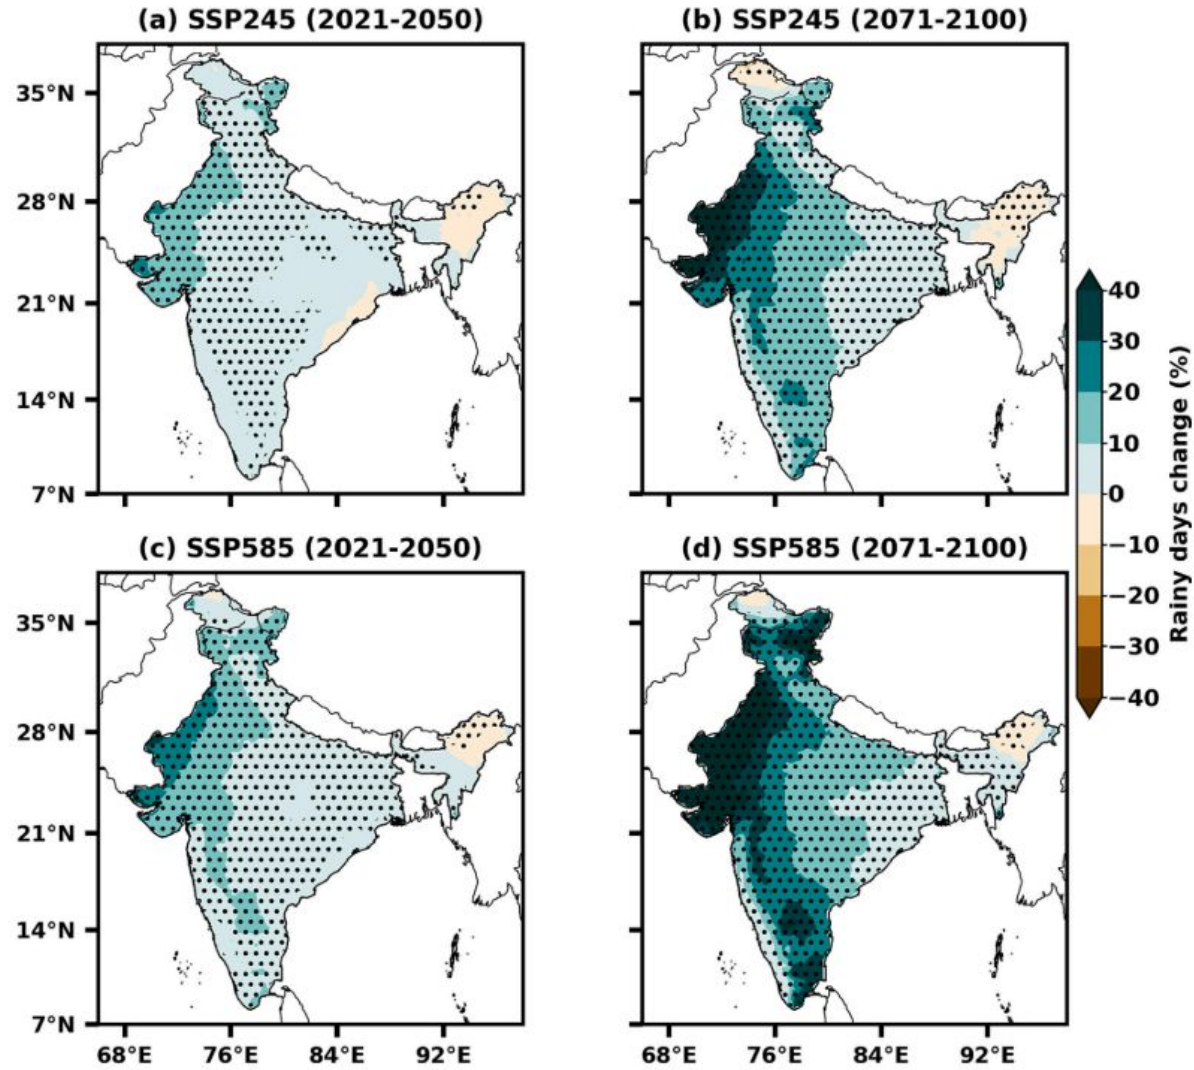 (a) SSP245 (2021-2050)
(b) SSP245 (2071-2100)
35°N
28°N
21°N
14°N
7°N
40
30
20
10
0
−10
−20
−30
−40
Rainy days change (%)
(c) SSP585 (2021-2050)
(d) SSP585 (2071-2100)
35°N
28°N
21°N
14°N
7°N
68°E 76°E 84°E 92°E
68°E 76°E 84°E 92°E